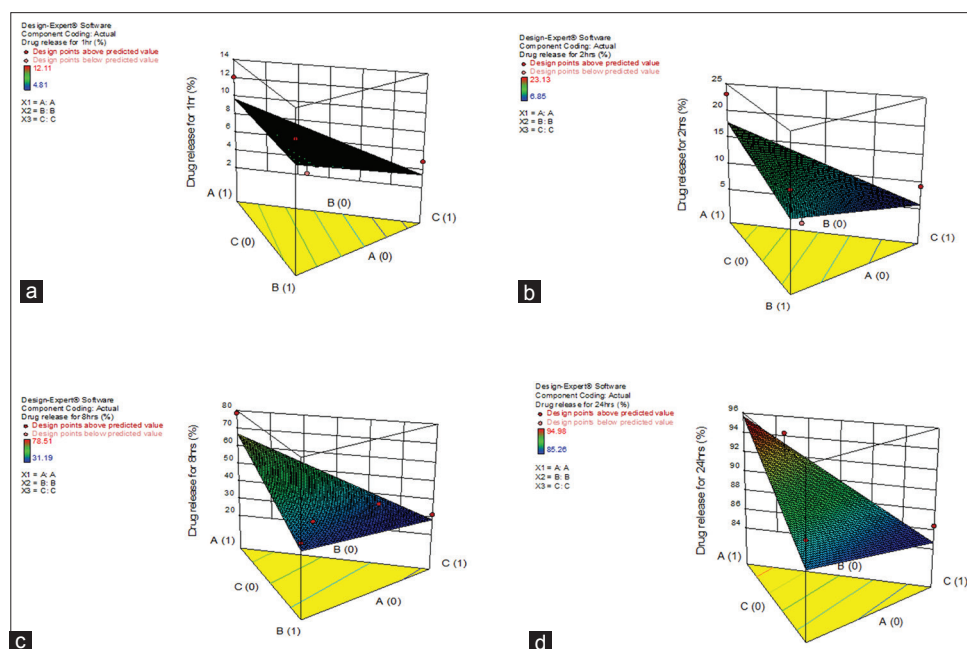 Design-Expert® Software
Component Coding: Actual
Drug release for 1hr (%)
Design points above predicted value
Design points below predicted value
12.11
4.81
X1 = A: A
X2 = B: B
X3 = C: C
Drug release for 1hr (%)
14
12
10
8
6
4
2
A (1)
B (0)
C (1)
C (0)
A (0)
B (1)
a
Design-Expert® Software
Component Coding: Actual
Drug release for 2hrs (%)
Design points above predicted value
Design points below predicted value
23.13
6.85
X1 = A: A
X2 = B: B
X3 = C: C
Drug release for 2hrs (%)
25
20
15
10
5
A (1)
B (0)
C (1)
C (0)
A (0)
B (1)
b
Design-Expert® Software
Component Coding: Actual
Drug release for 8hrs (%)
Design points above predicted value
Design points below predicted value
78.51
31.19
X1 = A: A
X2 = B: B
X3 = C: C
Drug release for 8hrs (%)
80
70
60
50
40
30
20
A (1)
B (0)
C (1)
C (0)
A (0)
B (1)
c
Design-Expert® Software
Component Coding: Actual
Drug release for 24hrs (%)
Design points above predicted value
Design points below predicted value
94.98
85.26
X1 = A: A
X2 = B: B
X3 = C: C
Drug release for 24hrs (%)
96
94
92
90
88
86
84
A (1)
B (0)
C (1)
C (0)
A (0)
B (1)
d